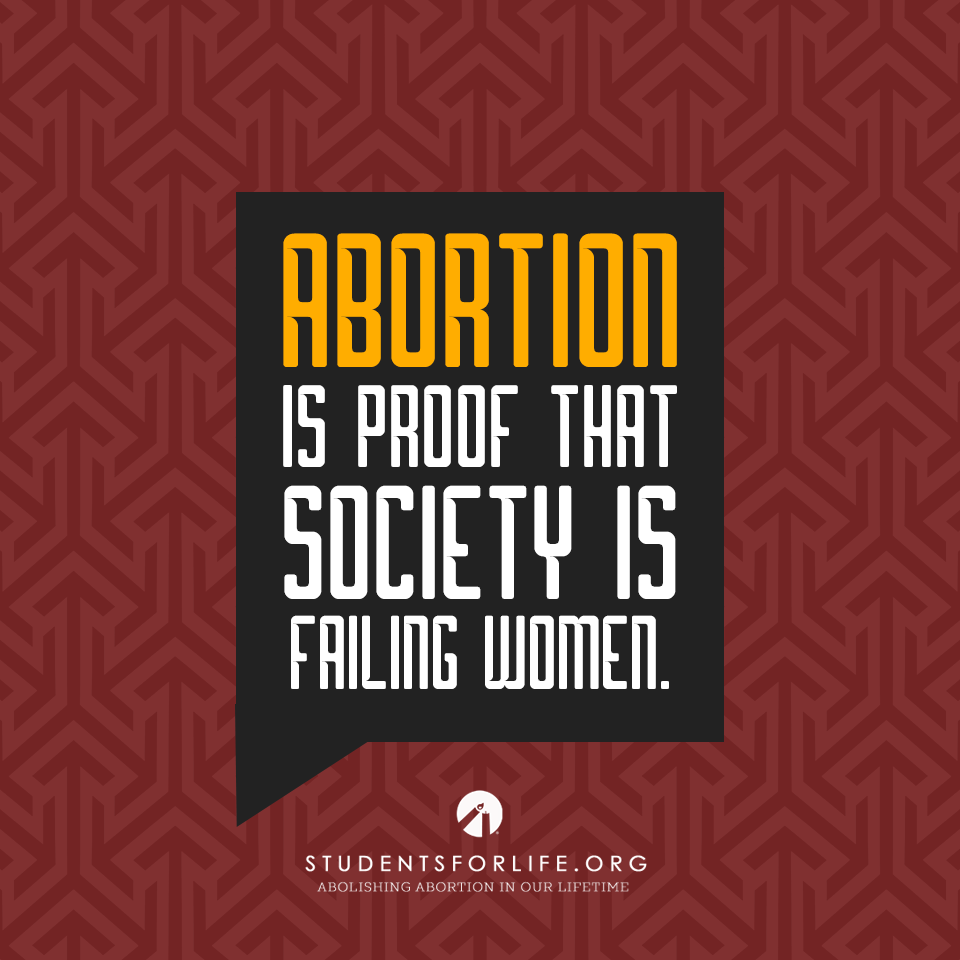 ABORTION
IS PROOF THAT
SOCIETY IS
FAILING WOMEN.
STUDENTSFORLIFE.ORG
ABOLISHING ABORTION IN OUR LIFETIME